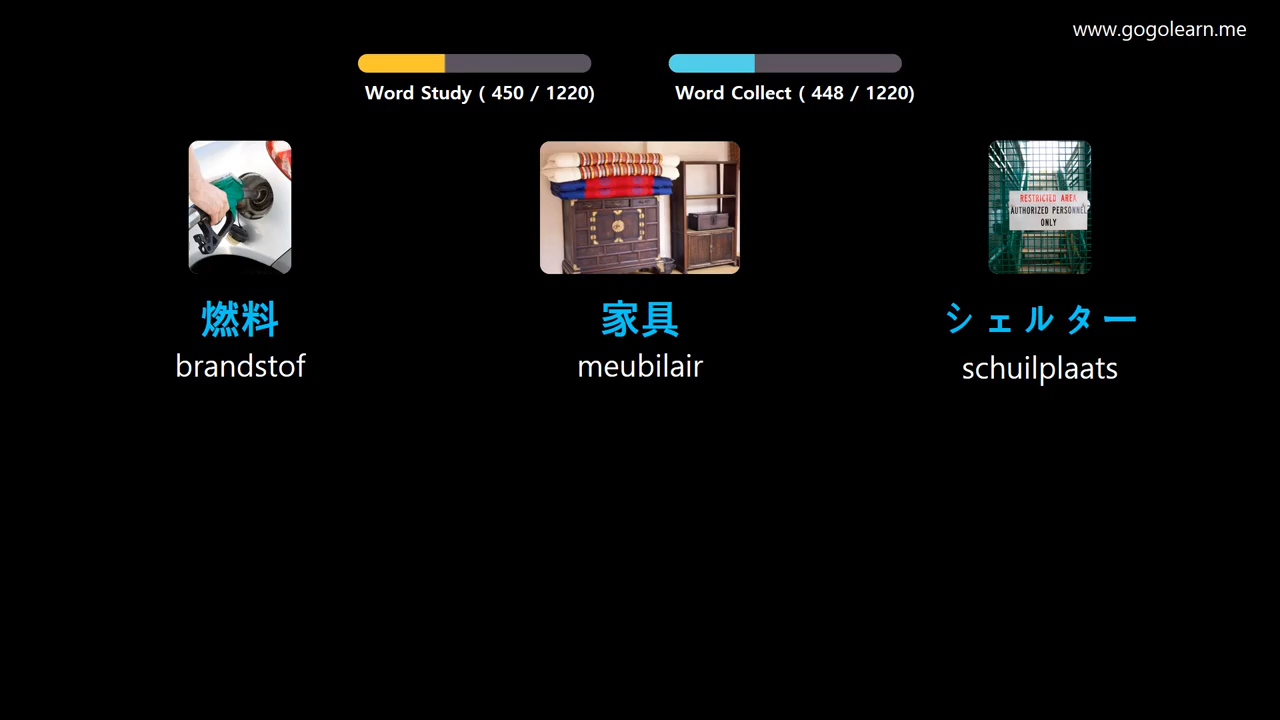 www.gogolearn.me
Word Study ( 450 / 1220)
Word Collect ( 448 / 1220)
RESTRICTED AREA
AUTHORIZED PERSONNEL
ONLY
燃料
家具
シェルター
brandstof
meubilair
schuilplaats